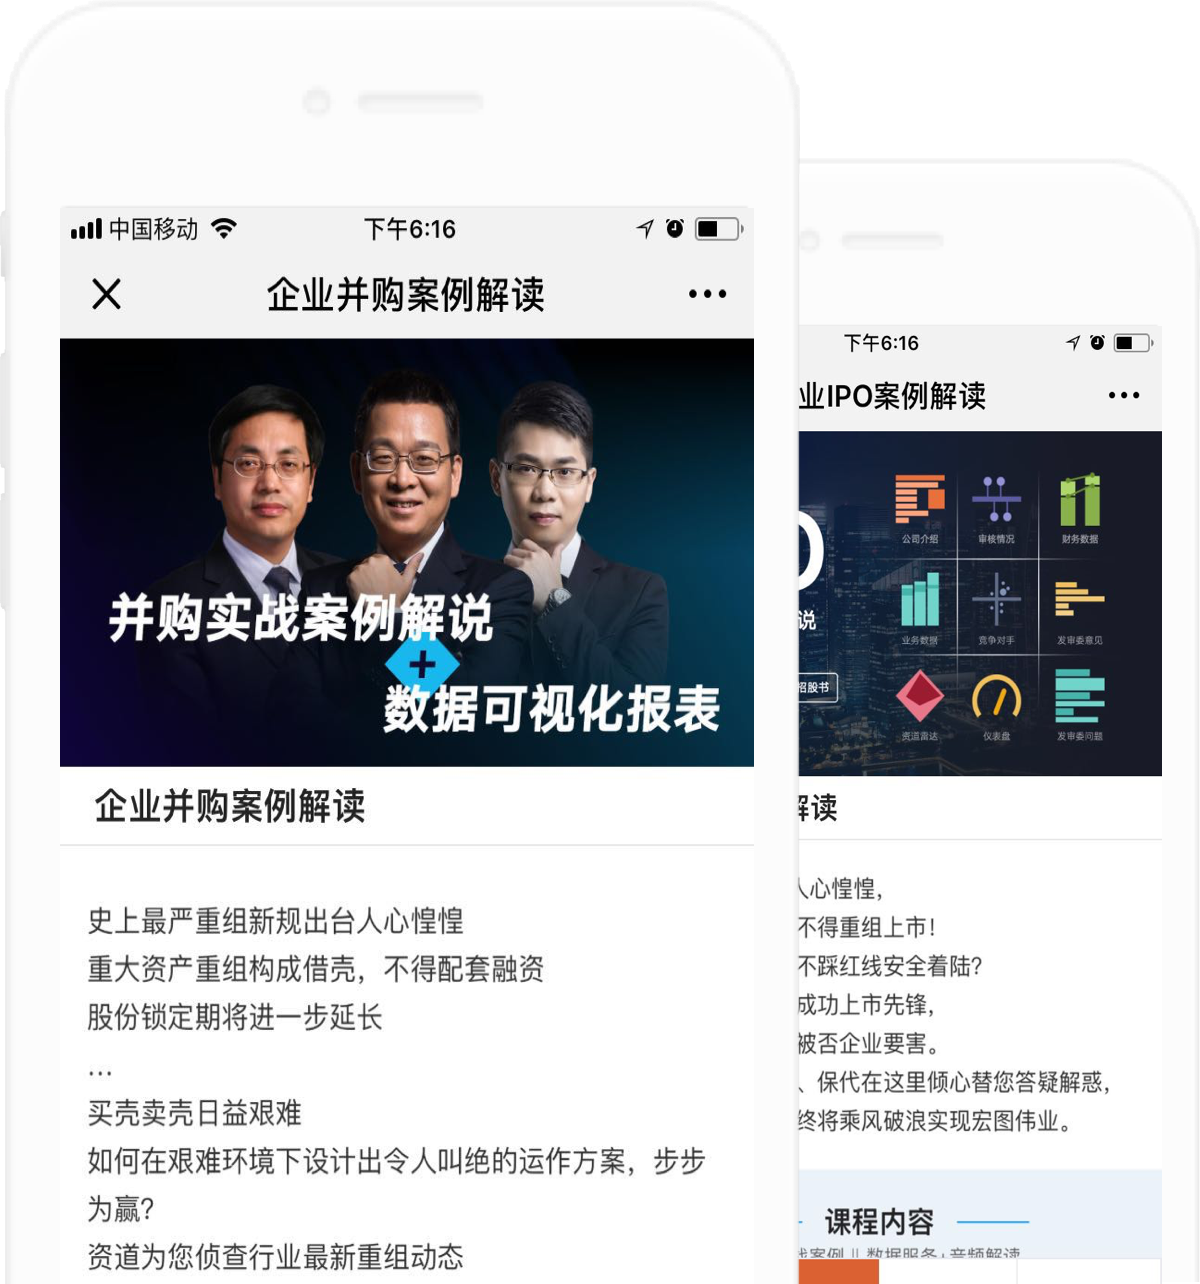 中国移动
下午6:16
企业并购案例解读
并购实战案例解说
+
数据可视化报表
企业并购案例解读
史上最严重组新规出台人心惶惶
重大资产重组构成借壳，不得配套融资
股份锁定期将进一步延长
...
买壳卖壳日益艰难
如何在艰难环境下设计出令人叫绝的运作方案，步步
为赢?
资道为您侦查行业最新重组动态
下午6:16
业IPO案例解读
公司介绍
审核情况
财务数据
说
业务数据
竞争对手
发审委意见
招股书
资道雷达
仪表盘
发审委问题
解读
人心惶惶，
不得重组上市!
不踩红线安全着陆?
成功上市先锋，
被否企业要害。
、保代在这里倾心替您答疑解惑，
终将乘风破浪实现宏图伟业。
课程内容
战案例 || 数据服务+音频解读